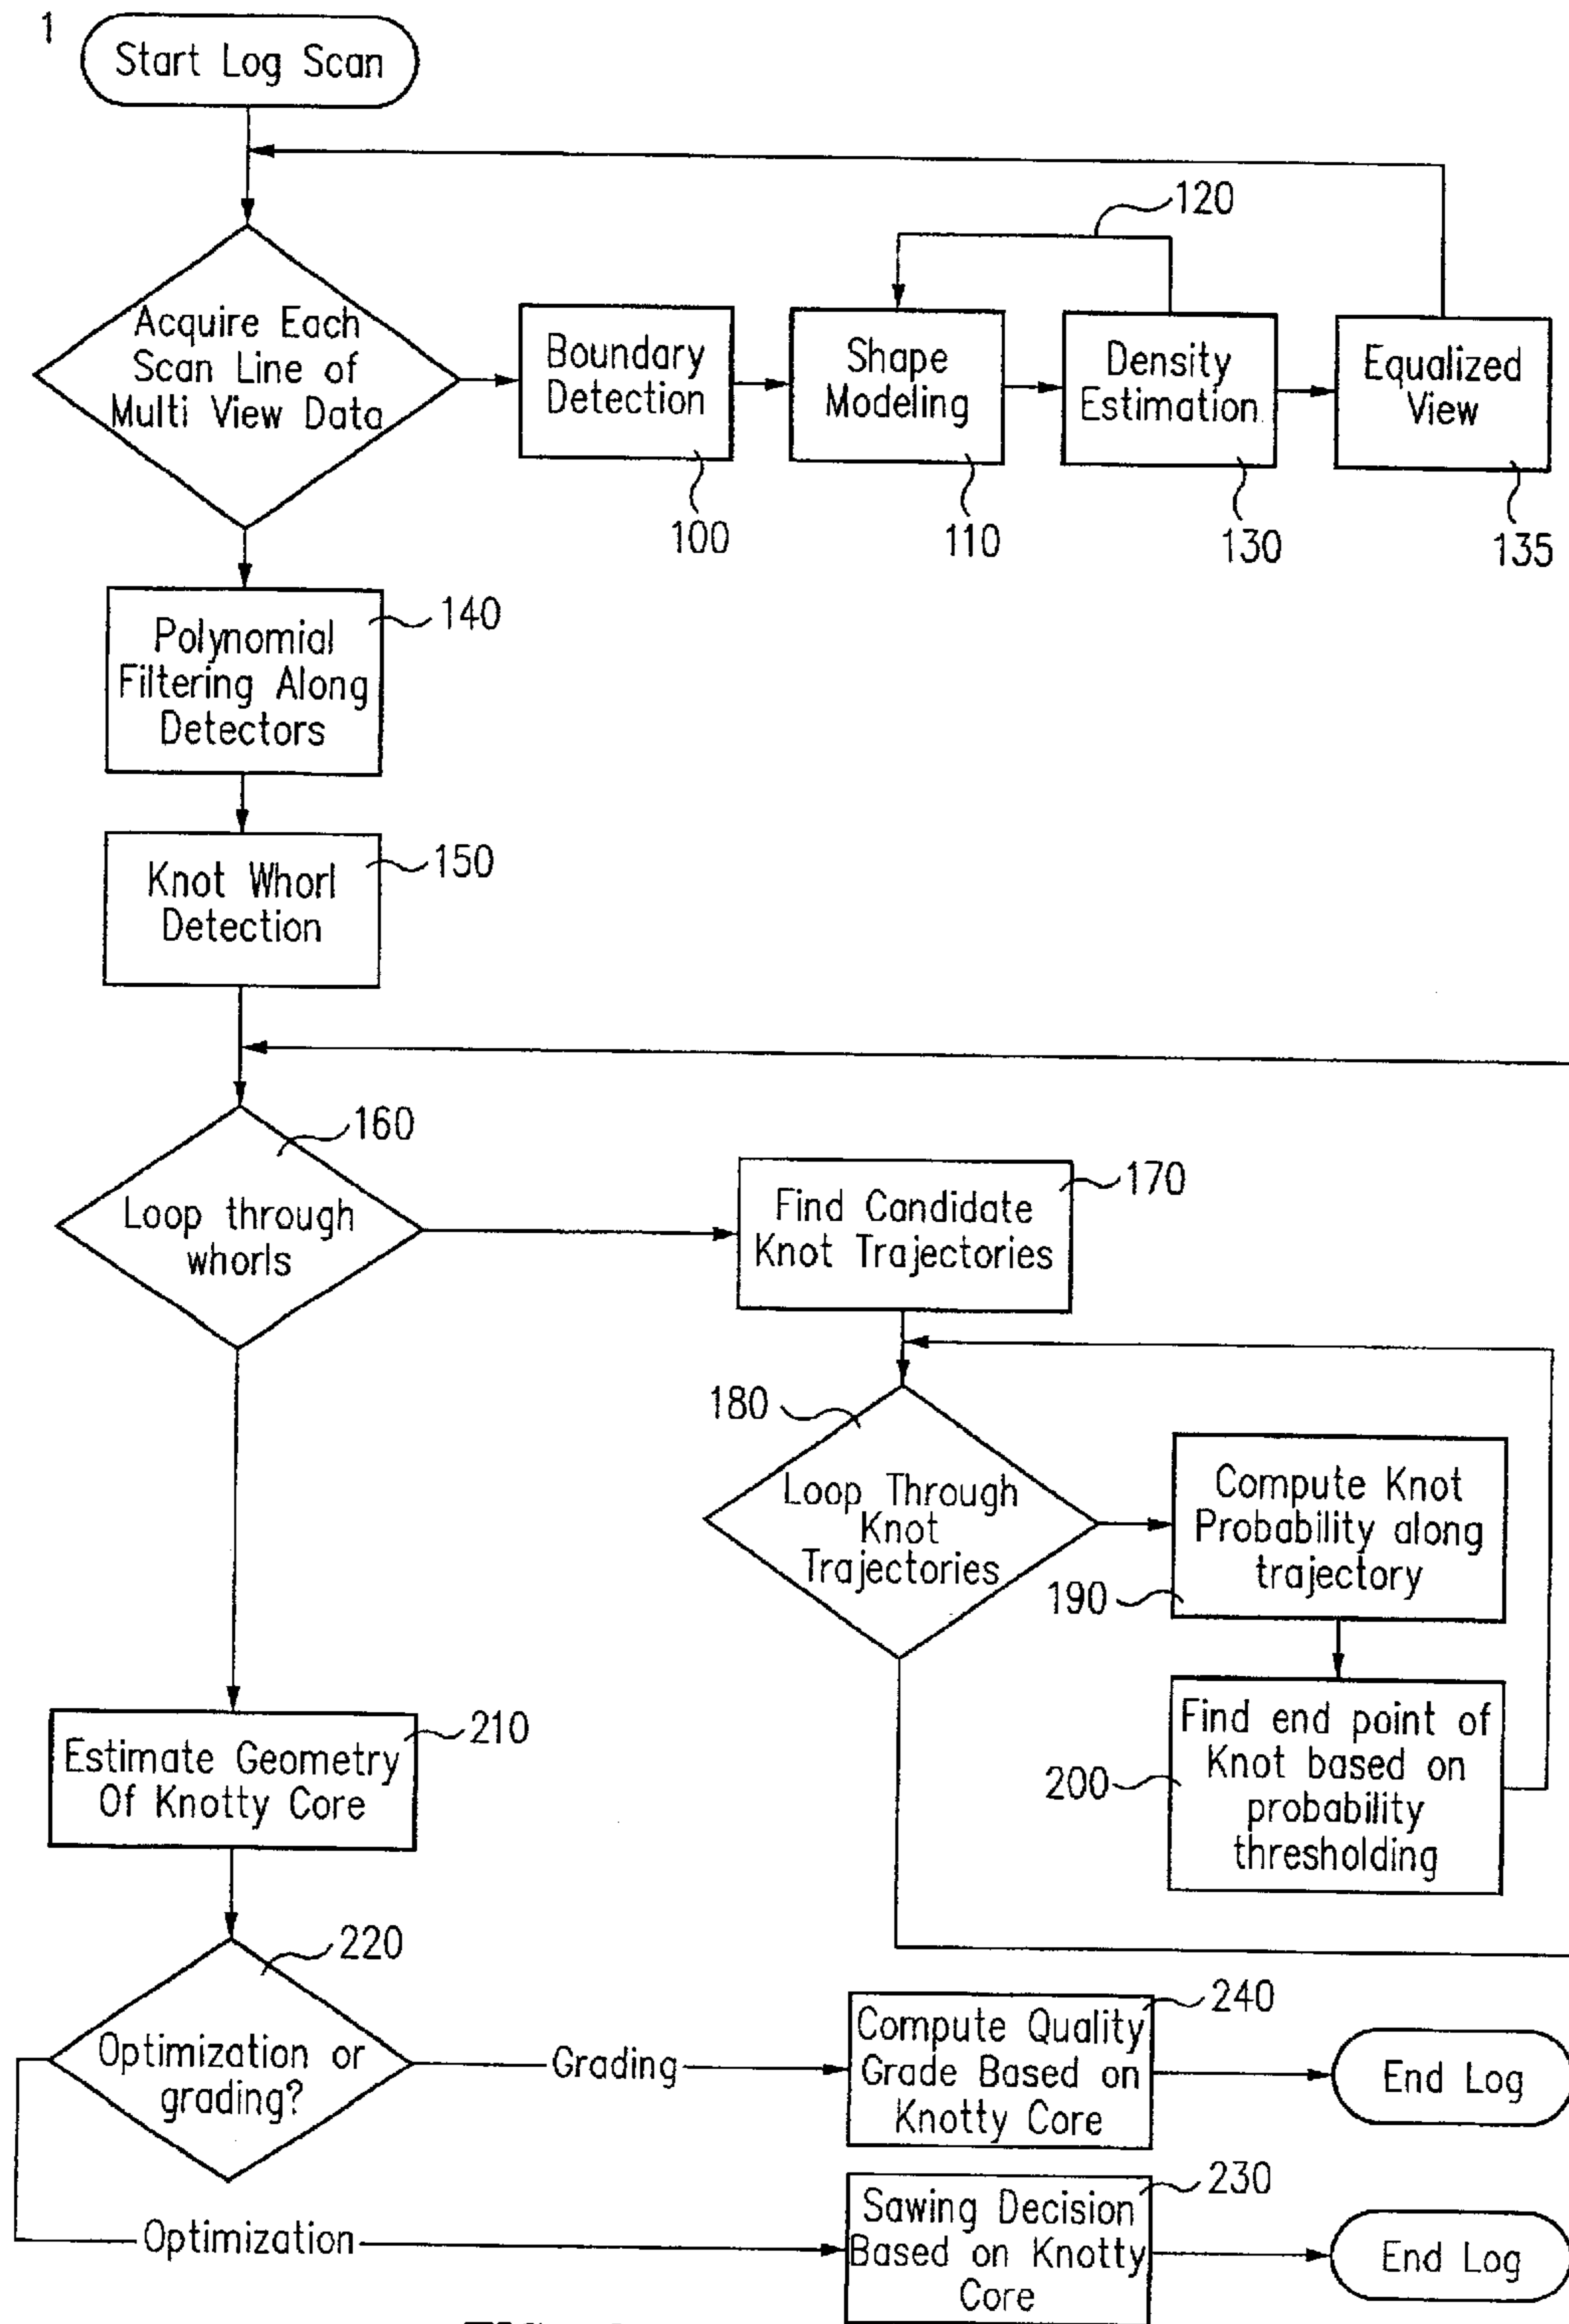 1
Start Log Scan
120
Acquire Each
Scan Line of
Multi View Data
Boundary
Detection
Shape
Modeling
Density
Estimation
Equalized
View
100
110
130
135
140
Polynomial
Filtering Along
Detectors
150
Knot Whorl
Detection
160
Loop through
whorls
170
Find Candidate
Knot Trajectories
180
Loop Through
Knot
Trajectories
Compute Knot
Probability along
trajectory
190
Find end point of
Knot based on
probability
thresholding
200
210
Estimate Geometry
Of Knotty Core
220
Optimization or
grading?
Grading
240
Compute Quality
Grade Based on
Knotty Core
End Log
Optimization
230
Sawing Decision
Based on Knotty
Core
End Log